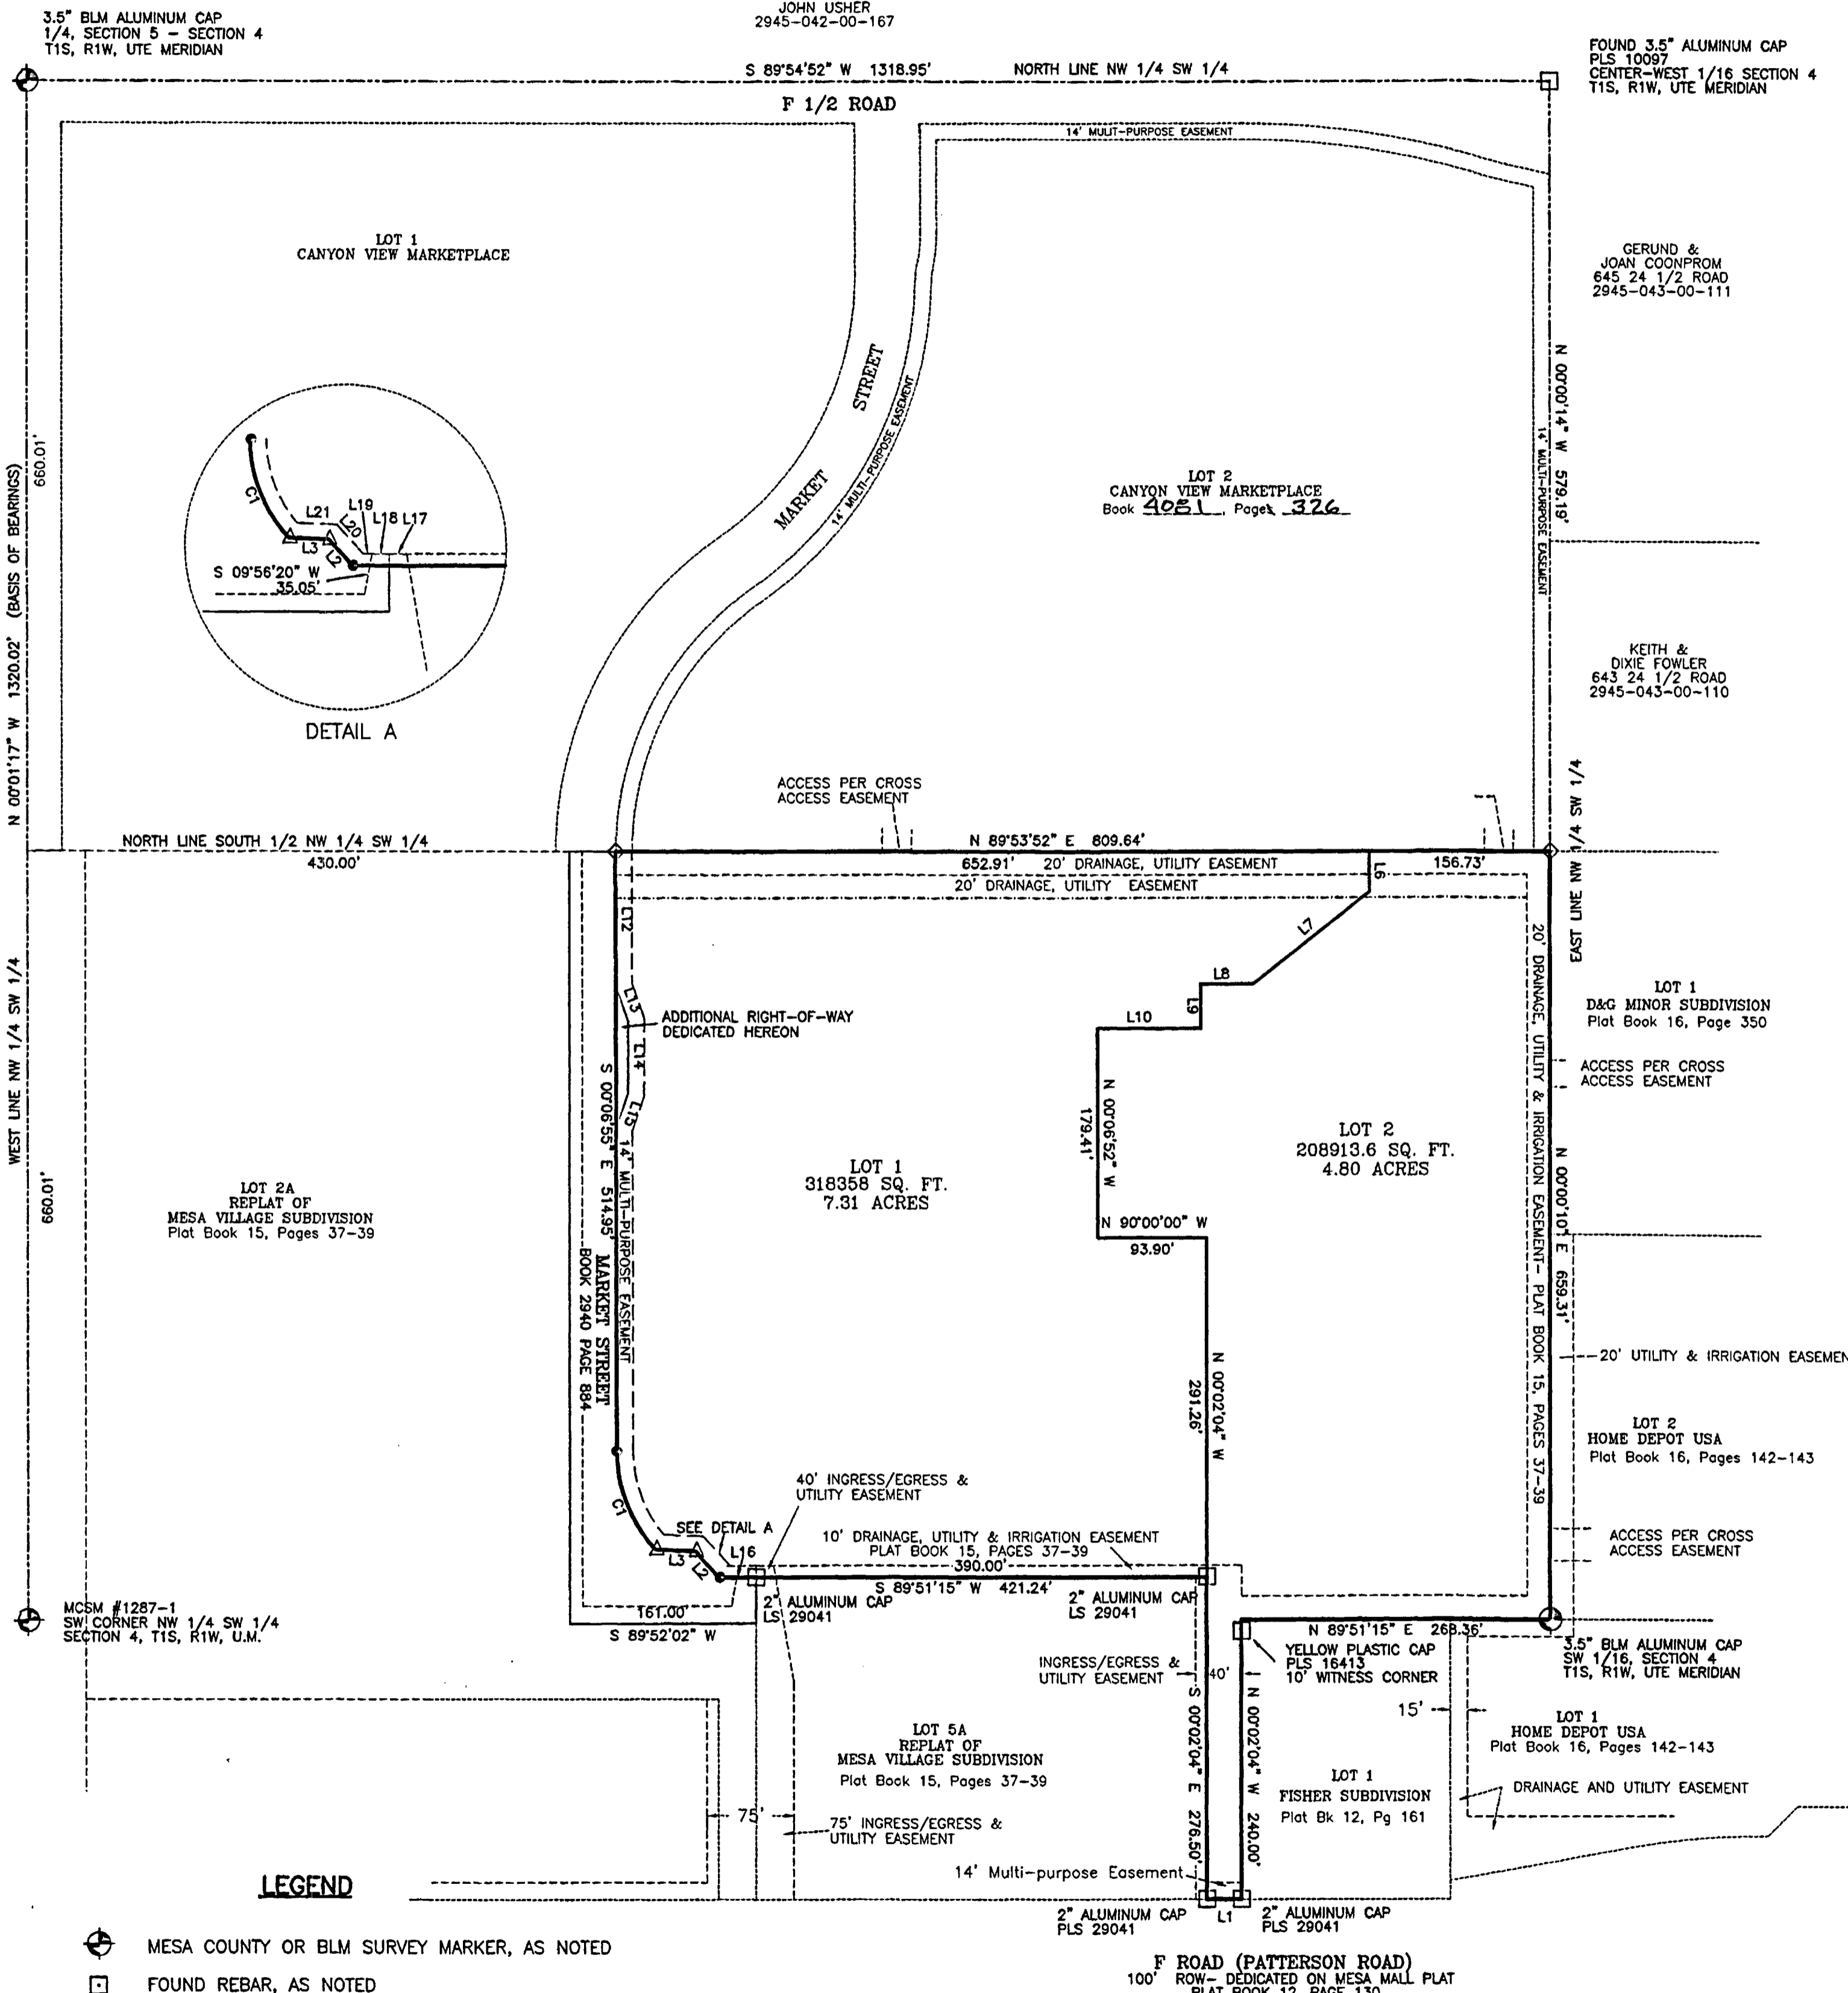 3.5" BLM ALUMINUM CAP
1/4, SECTION 5 - SECTION 4
T1S, R1W, UTE MERIDIAN
JOHN USHER
2945-042-00-167
FOUND 3.5" ALUMINUM CAP
PLS 10097
CENTER-WEST 1/16 SECTION 4
T1S, R1W, UTE MERIDIAN
S 89°54'52" W 1318.95'
NORTH LINE NW 1/4 SW 1/4
F 1/2 ROAD
14' MULIT-PURPOSE EASEMENT
LOT 1
CANYON VIEW MARKETPLACE
GERUND &
JOAN COONPROM
645 24 1/2 ROAD
2945-043-00-111
N 00°00'14" W 579.19'
14' MULTI-PURPOSE EASEMENT
MARKET STREET
14' MULTI-PURPOSE EASEMENT
LOT 2
CANYON VIEW MARKETPLACE
Book 4081, Pages 326
660.01'
N 00°01'17" W 1320.02' (BASIS OF BEARINGS)
C1
L21
L19
L18
L17
L20
L3
L2
S 09°56'20" W
35.05'
DETAIL A
KEITH &
DIXIE FOWLER
643 24 1/2 ROAD
2945-043-00-110
ACCESS PER CROSS
ACCESS EASEMENT
EAST LINE NW 1/4 SW 1/4
NORTH LINE SOUTH 1/2 NW 1/4 SW 1/4
430.00'
N 89°53'52" E 809.64'
652.91'
20' DRAINAGE, UTILITY EASEMENT
156.73'
20' DRAINAGE, UTILITY EASEMENT
L6
L7
L8
L9
L10
L12
L13
L14
L15
ADDITIONAL RIGHT-OF-WAY
DEDICATED HEREON
LOT 1
D&G MINOR SUBDIVISION
Plat Book 16, Page 350
ACCESS PER CROSS
ACCESS EASEMENT
WEST LINE NW 1/4 SW 1/4
660.01'
LOT 2A
REPLAT OF
MESA VILLAGE SUBDIVISION
Plat Book 15, Pages 37-39
S 00°06'55" E 514.95'
14' MULTI-PURPOSE EASEMENT
MARKET STREET
BOOK 2940 PAGE 884
LOT 1
318358 SQ. FT.
7.31 ACRES
N 00°06'52" W
179.41'
N 90°00'00" W
93.90'
LOT 2
208913.6 SQ. FT.
4.80 ACRES
20' DRAINAGE, UTILITY & IRRIGATION EASEMENT- PLAT BOOK 15, PAGES 37-39
N 00°00'10" E 659.31'
N 00°02'04" W
291.26'
20' UTILITY & IRRIGATION EASEMEN
LOT 2
HOME DEPOT USA
Plat Book 16, Pages 142-143
ACCESS PER CROSS
ACCESS EASEMENT
40' INGRESS/EGRESS &
UTILITY EASEMENT
C1
SEE DETAIL A
L3
L2
L16
10' DRAINAGE, UTILITY & IRRIGATION EASEMENT
PLAT BOOK 15, PAGES 37-39
390.00'
S 89°51'15" W 421.24'
2" ALUMINUM CAP
LS 29041
2" ALUMINUM CAP
LS 29041
161.00'
S 89°52'02" W
MCSM #1287-1
SW CORNER NW 1/4 SW 1/4
SECTION 4, T1S, R1W, U.M.
N 89°51'15" E 268.36'
YELLOW PLASTIC CAP
PLS 16413
10' WITNESS CORNER
3.5" BLM ALUMINUM CAP
SW 1/16, SECTION 4
T1S, R1W, UTE MERIDIAN
INGRESS/EGRESS &
UTILITY EASEMENT
40'
S 00°02'04" E 276.50'
N 00°02'04" W 240.00'
15'
LOT 5A
REPLAT OF
MESA VILLAGE SUBDIVISION
Plat Book 15, Pages 37-39
LOT 1
HOME DEPOT USA
Plat Book 16, Pages 142-143
LOT 1
FISHER SUBDIVISION
Plat Bk 12, Pg 161
DRAINAGE AND UTILITY EASEMENT
75'
75' INGRESS/EGRESS &
UTILITY EASEMENT
14' Multi-purpose Easement
2" ALUMINUM CAP
PLS 29041
L1
2" ALUMINUM CAP
PLS 29041
F ROAD (PATTERSON ROAD)
100' ROW- DEDICATED ON MESA MALL PLAT
PLAT BOOK 12, PAGE 130
LEGEND
MESA COUNTY OR BLM SURVEY MARKER, AS NOTED
FOUND REBAR, AS NOTED